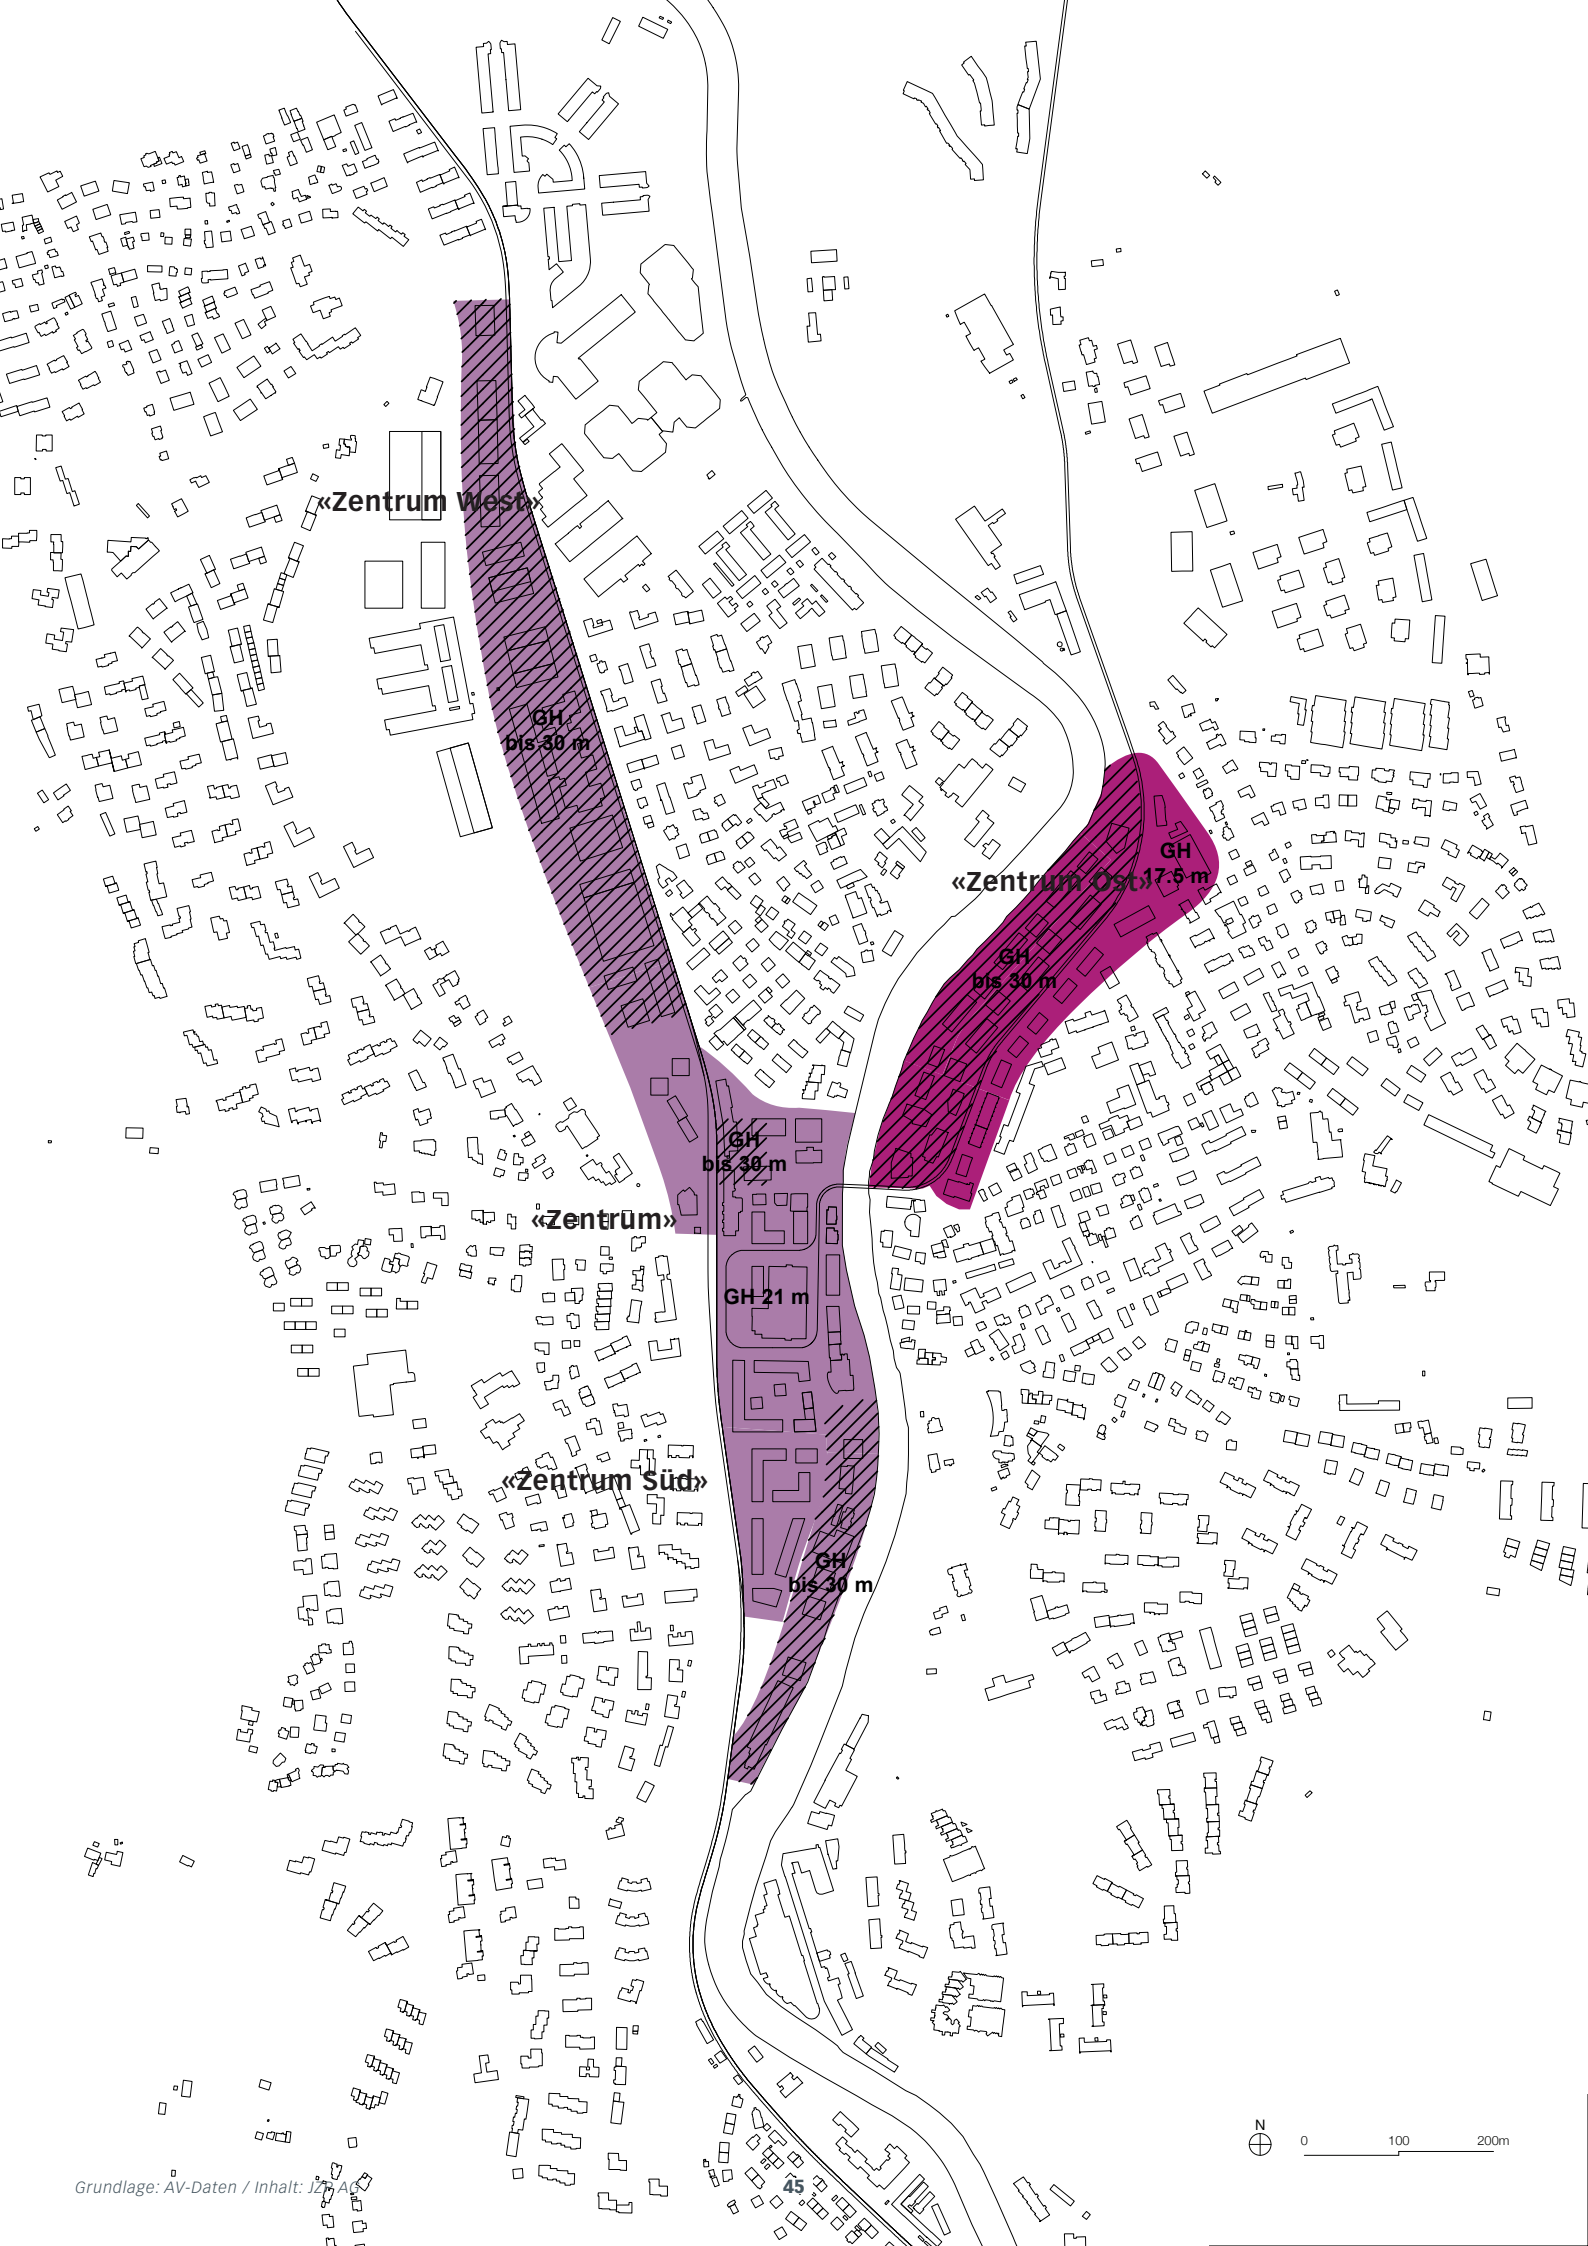 «Zentrum West»
GH
bis 30 m
GH
17.5 m
«Zentrum Ost»
GH
bis 30 m
GH
bis 30 m
«Zentrum»
GH 21 m
«Zentrum Süd»
GH
bis 30 m
N
0 100 200m
Grundlage: AV-Daten / Inhalt: JZP AG
45